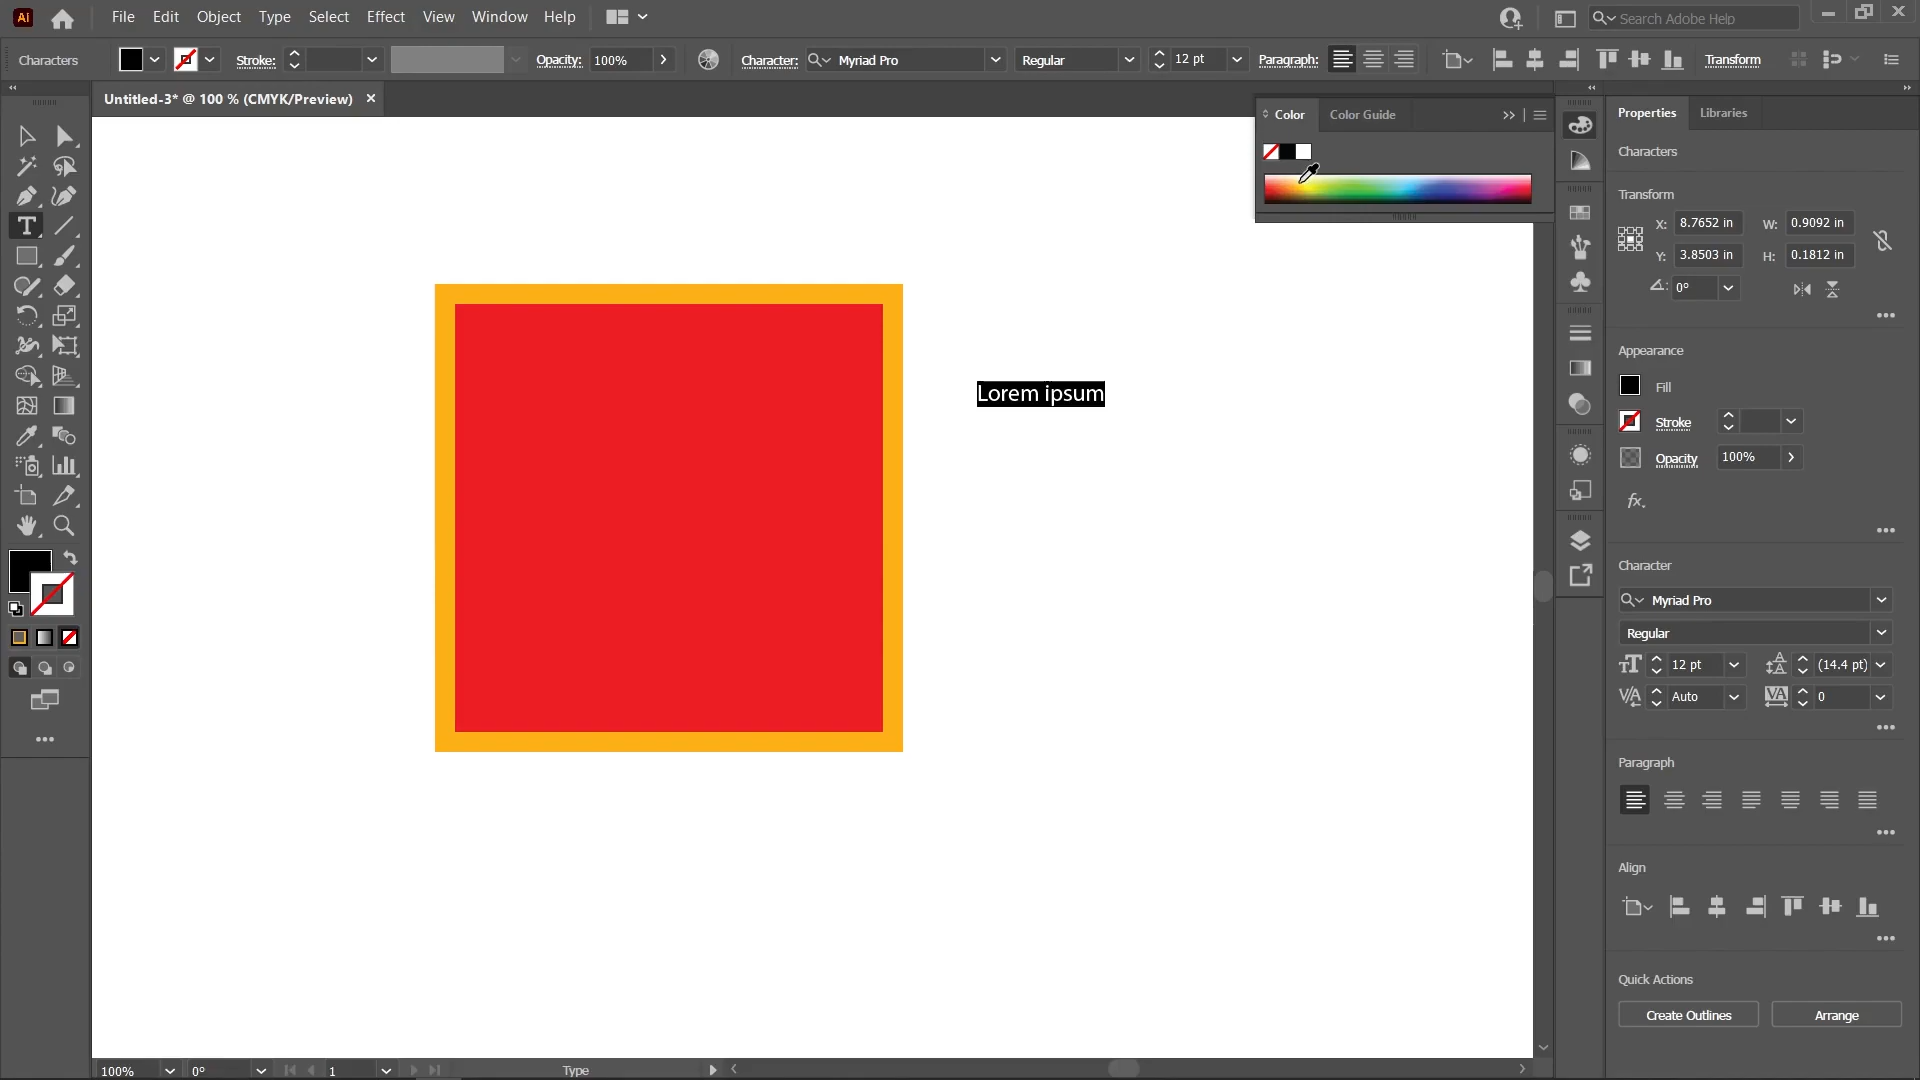 Ai File Edit Object Type Select Effect View Window Help Search Adobe Help
Characters Stroke: Opacity: 100% Character: Myriad Pro Regular 12 pt Paragraph: Transform
Untitled-3* @ 100 % (CMYK/Preview)
Color Color Guide
Lorem ipsum
Properties Libraries
Characters
Transform
X: 8.7652 in W: 0.9092 in
Y: 3.8503 in H: 0.1812 in
0°
Appearance
Fill
Stroke
Opacity 100%
fx.
Character
Myriad Pro
Regular
12 pt (14.4 pt)
Auto 0
Paragraph
Align
Quick Actions
Create Outlines Arrange
100% 0° 1 Type